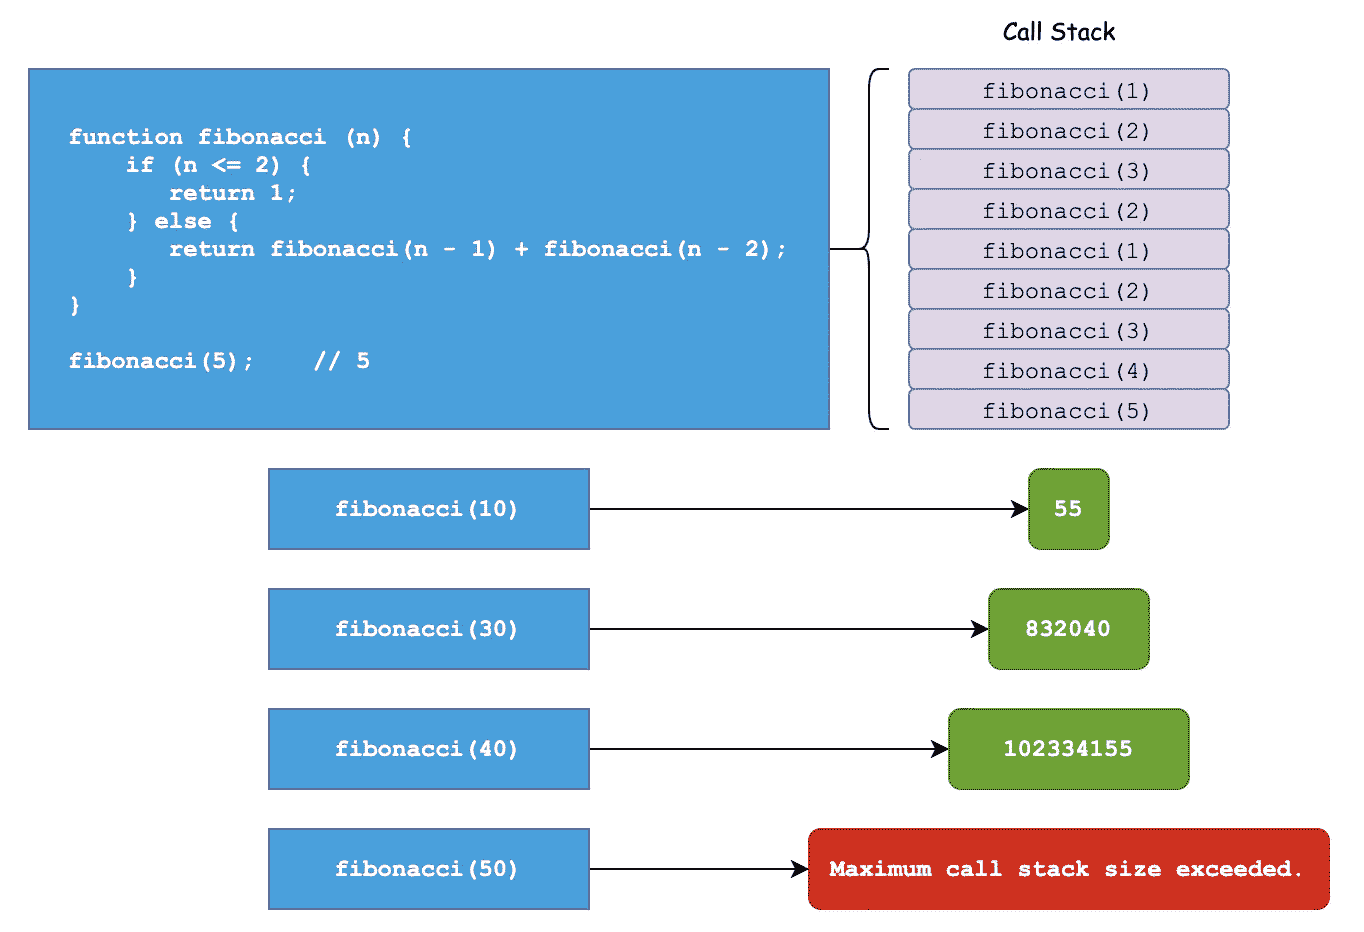 Call Stack
function fibonacci (n) {
    if (n <= 2) {
       return 1;
    } else {
       return fibonacci(n - 1) + fibonacci(n - 2);
    }
}
fibonacci(5);    // 5
fibonacci(1)
fibonacci(2)
fibonacci(3)
fibonacci(2)
fibonacci(1)
fibonacci(2)
fibonacci(3)
fibonacci(4)
fibonacci(5)
fibonacci(10)
55
fibonacci(30)
832040
fibonacci(40)
102334155
fibonacci(50)
Maximum call stack size exceeded.